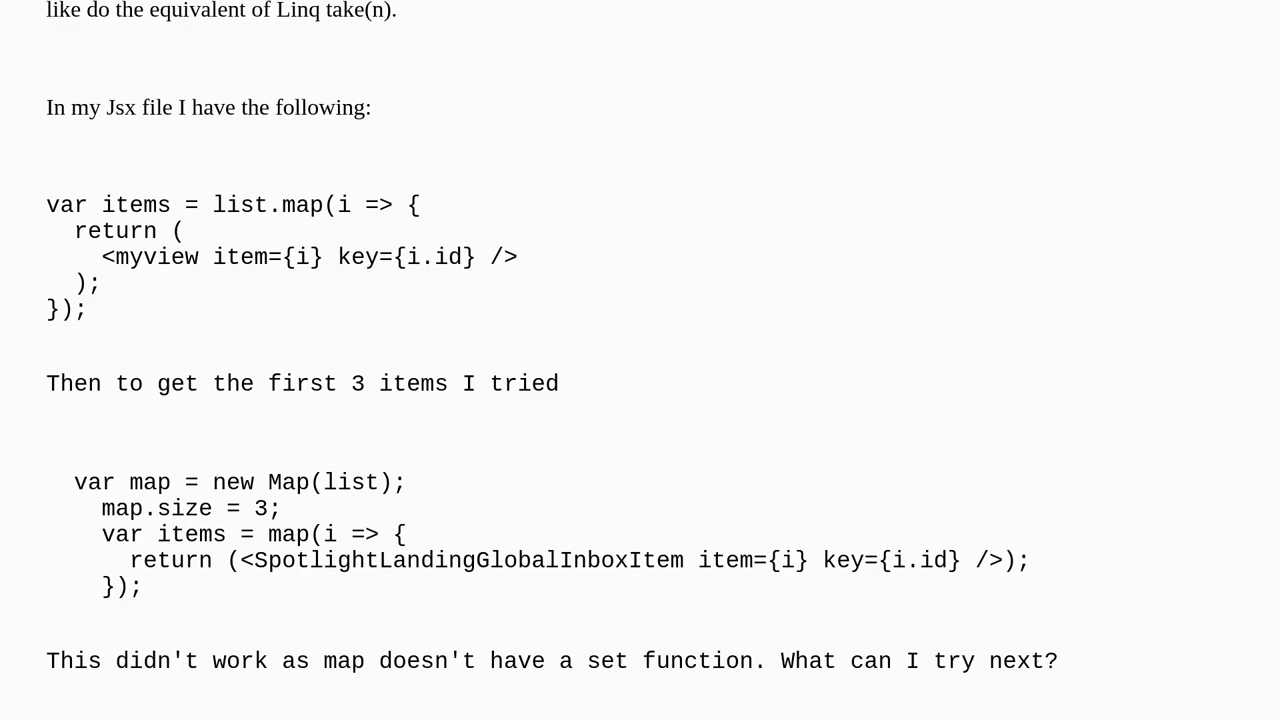 like do the equivalent of Linq take(n).
In my Jsx file I have the following:
var items = list.map(i => {
  return (
    <myview item={i} key={i.id} />
  );
});
Then to get the first 3 items I tried
  var map = new Map(list);
    map.size = 3;
    var items = map(i => {
      return (<SpotlightLandingGlobalInboxItem item={i} key={i.id} />);
    });
This didn't work as map doesn't have a set function. What can I try next?